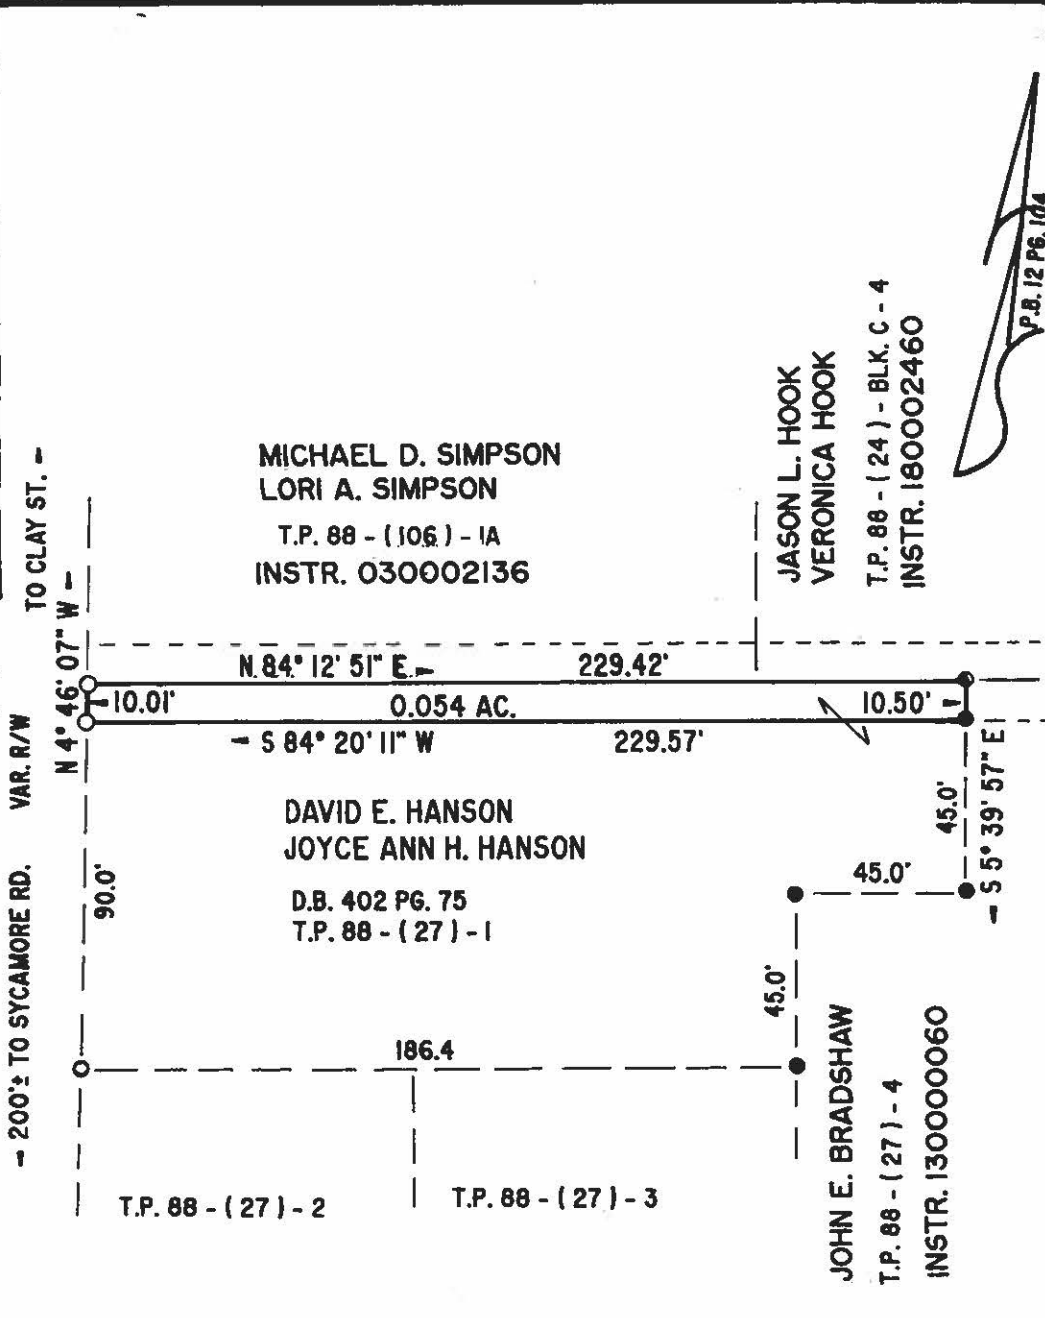 P.B. 12 PG. 104
TO CLAY ST.
MICHAEL D. SIMPSON
LORI A. SIMPSON
T.P. 88 - (106) - 1A
INSTR. 030002136
JASON L. HOOK
VERONICA HOOK
T.P. 88 - (24) - BLK. C - 4
INSTR. 180002460
N 4° 46' 07" W
N. 84° 12' 51" E.
229.42'
10.01'
0.054 AC.
10.50'
S 84° 20' 11" W
229.57'
VAR. R/W
200'± TO SYCAMORE RD.
DAVID E. HANSON
JOYCE ANN H. HANSON
D.B. 402 PG. 75
T.P. 88 - (27) - 1
90.0'
45.0'
S 5° 39' 57" E
45.0'
45.0'
186.4
T.P. 88 - (27) - 2
T.P. 88 - (27) - 3
JOHN E. BRADSHAW
T.P. 88 - (27) - 4
INSTR. 130000060